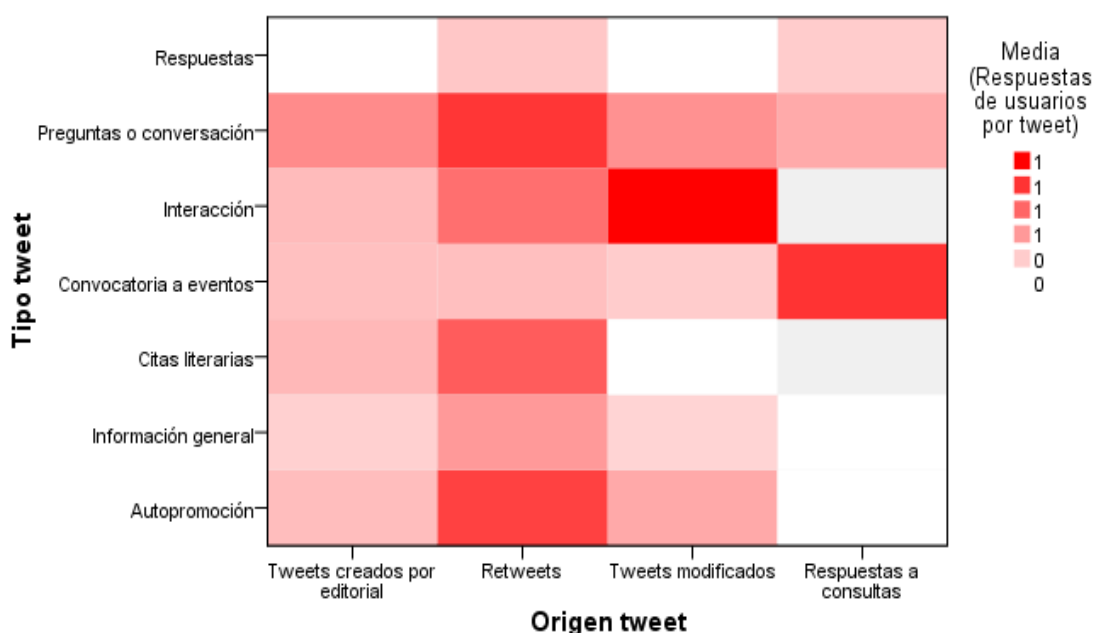 Tipo tweet
Respuestas
Preguntas o conversación
Interacción
Convocatoria a eventos
Citas literarias
Información general
Autopromoción
Tweets creados por
editorial
Retweets
Tweets modificados
Respuestas a
consultas
Origen tweet
Media
(Respuestas
de usuarios
por tweet)
1
1
1
1
0
0